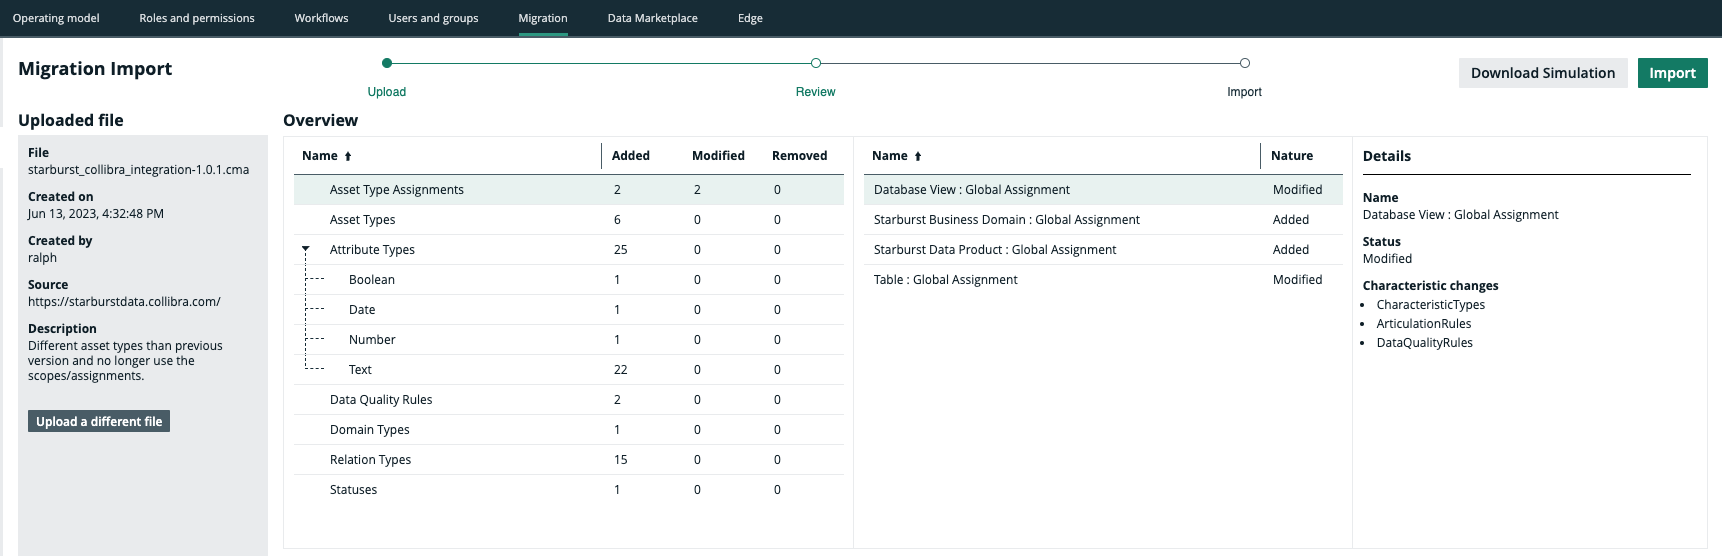 Operating model Roles and permissions Workflows Users and groups Migration Data Marketplace Edge
Migration Import
Upload Review Import
Download Simulation Import
Uploaded file
File
starburst_collibra_integration-1.0.1.cma
Created on
Jun 13, 2023, 4:32:48 PM
Created by
ralph
Source
https://starburstdata.collibra.com/
Description
Different asset types than previous
version and no longer use the
scopes/assignments.
Upload a different file
Overview
Name Added Modified Removed
Asset Type Assignments 2 2 0
Asset Types 6 0 0
Attribute Types 25 0 0
Boolean 1 0 0
Date 1 0 0
Number 1 0 0
Text 22 0 0
Data Quality Rules 2 0 0
Domain Types 1 0 0
Relation Types 15 0 0
Statuses 1 0 0
Name Nature
Database View : Global Assignment Modified
Starburst Business Domain : Global Assignment Added
Starburst Data Product : Global Assignment Added
Table : Global Assignment Modified
Details
Name
Database View : Global Assignment
Status
Modified
Characteristic changes
• CharacteristicTypes
• ArticulationRules
• DataQualityRules